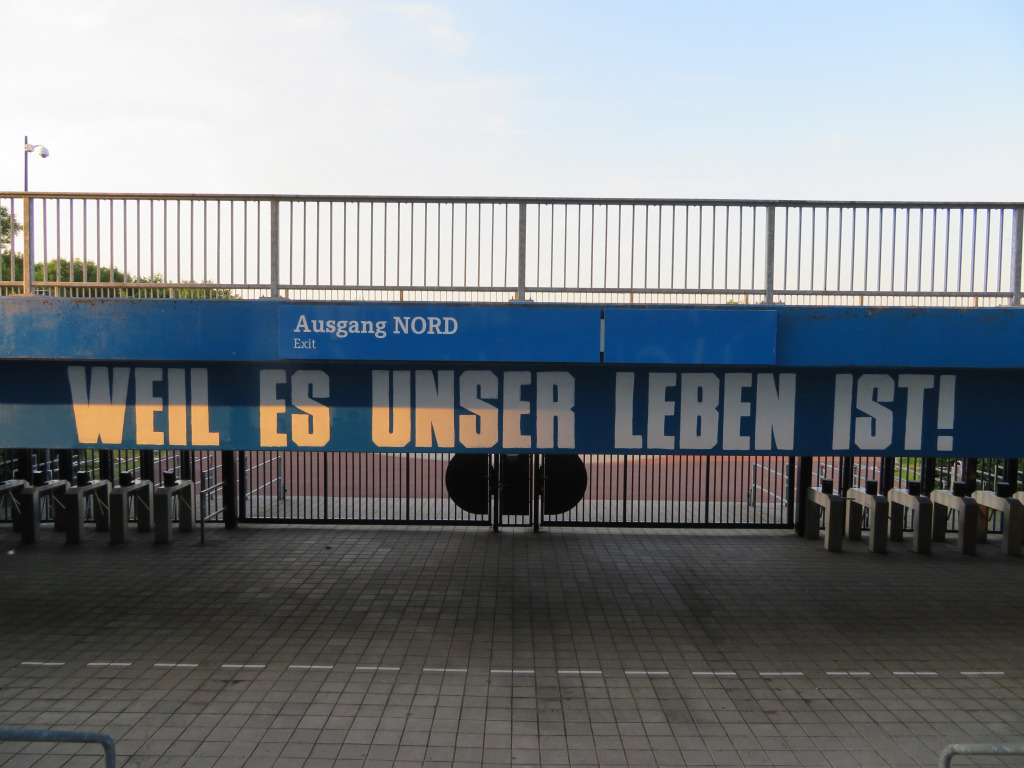 Ausgang NORD
Exit
WEIL ES UNSER LEBEN IST!